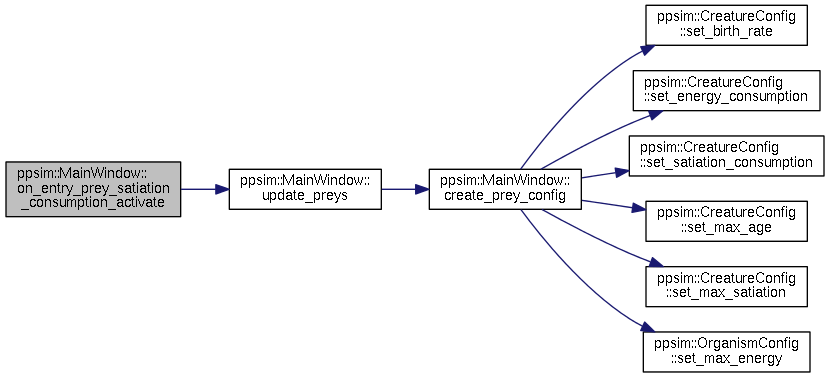 ppsim::MainWindow::
on_entry_prey_satiation
_consumption_activate
ppsim::MainWindow::
update_preys
ppsim::MainWindow::
create_prey_config
ppsim::CreatureConfig
::set_birth_rate
ppsim::CreatureConfig
::set_energy_consumption
ppsim::CreatureConfig
::set_satiation_consumption
ppsim::CreatureConfig
::set_max_age
ppsim::CreatureConfig
::set_max_satiation
ppsim::OrganismConfig
::set_max_energy